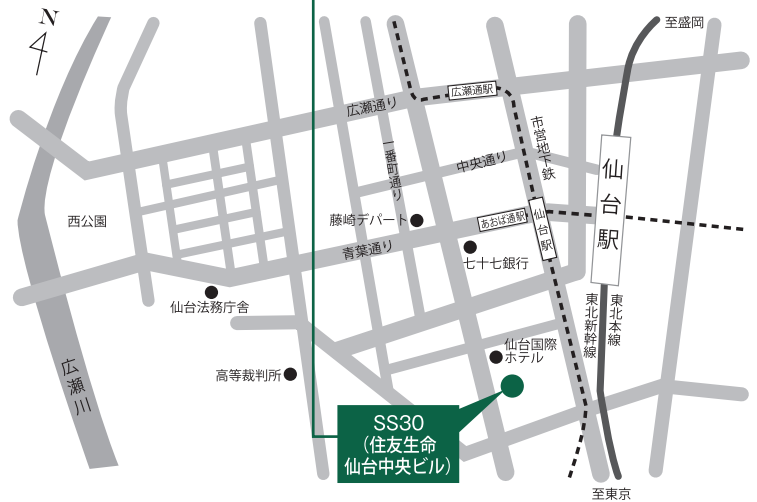 N
至盛岡
広瀬通駅
広瀬通り
市営地下鉄
一番町通り
中央通り
仙台駅
西公園
藤崎デパート
あおば通駅
仙台駅
青葉通り
七十七銀行
仙台法務庁舎
東北新幹線
東北本線
仙台国際
ホテル
広瀬川
高等裁判所
SS30
(住友生命
仙台中央ビル)
至東京